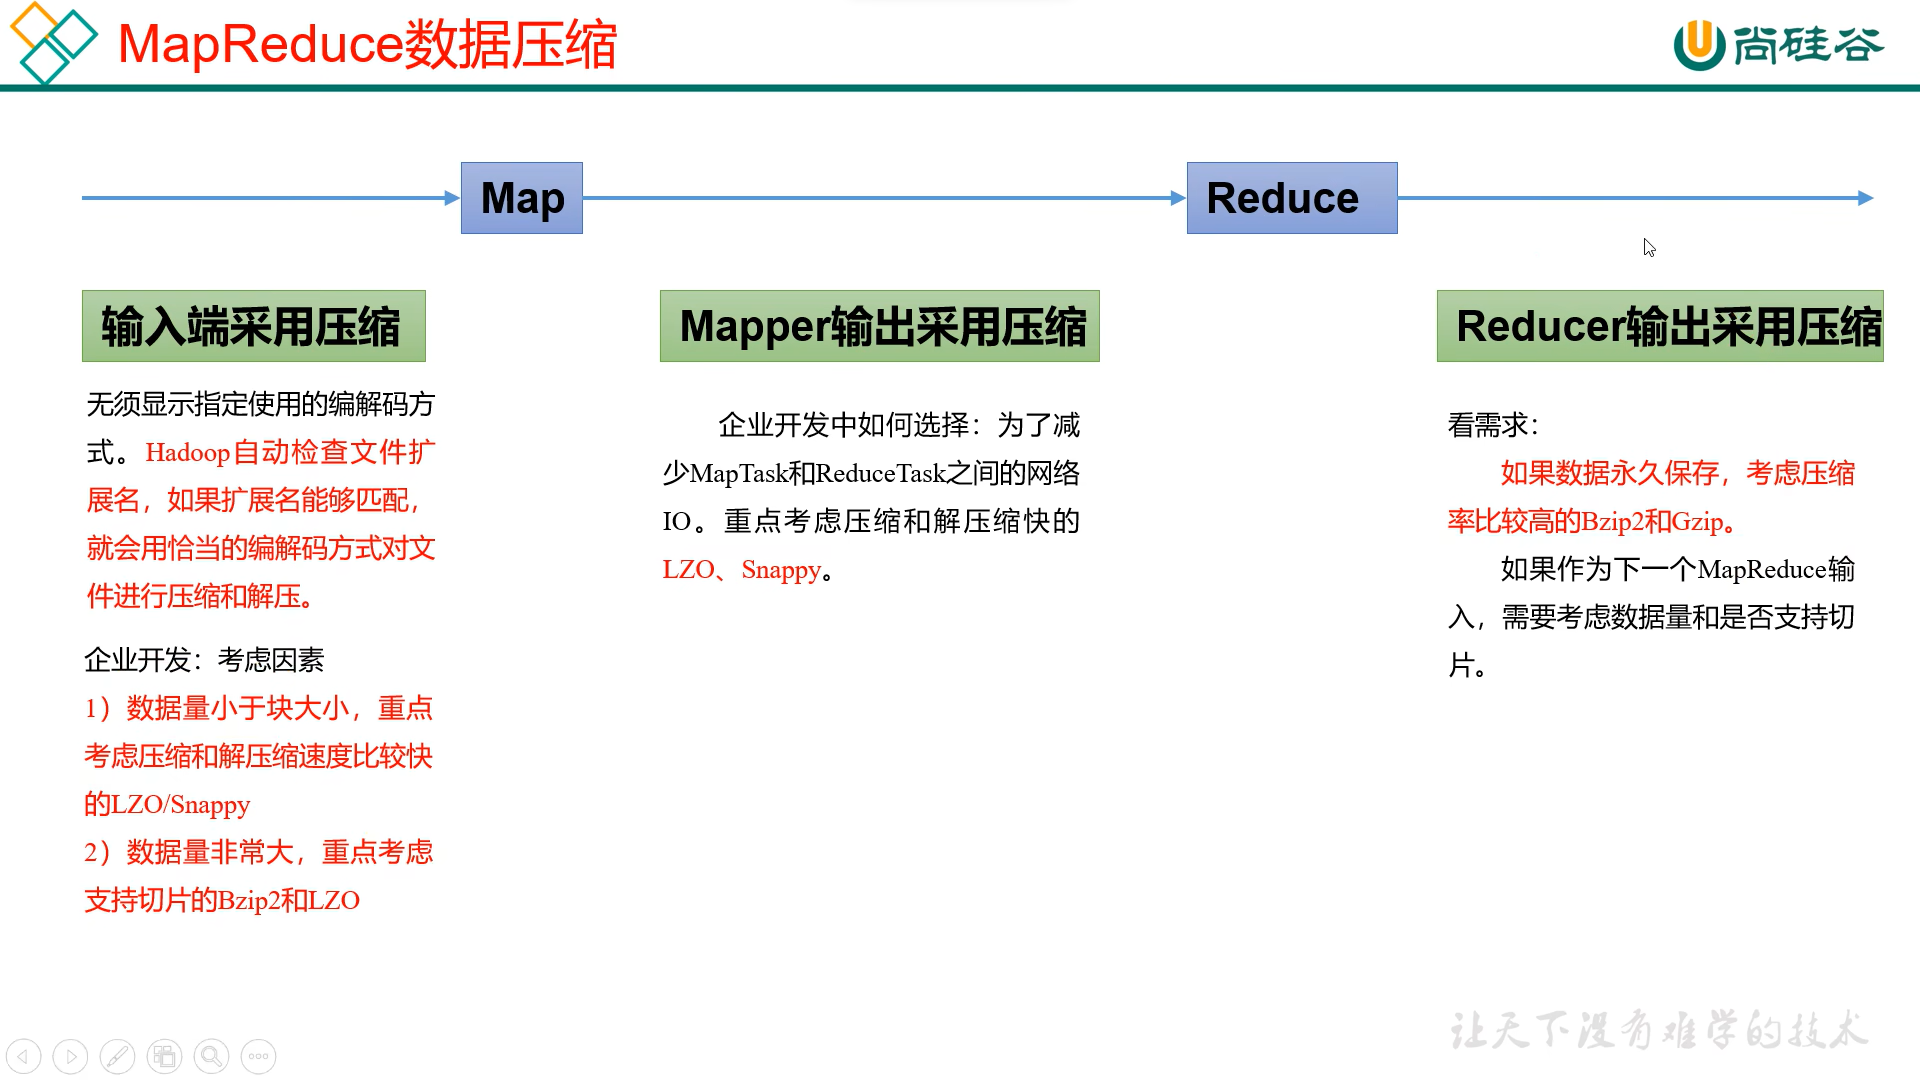 MapReduce数据压缩
尚硅谷
Map
Reduce
输入端采用压缩
无须显示指定使用的编解码方
式。Hadoop自动检查文件扩
展名，如果扩展名能够匹配，
就会用恰当的编解码方式对文
件进行压缩和解压。
企业开发：考虑因素
1）数据量小于块大小，重点
考虑压缩和解压缩速度比较快
的LZO/Snappy
2）数据量非常大，重点考虑
支持切片的Bzip2和LZO
Mapper输出采用压缩
企业开发中如何选择：为了减
少MapTask和ReduceTask之间的网络
IO。重点考虑压缩和解压缩快的
LZO、Snappy。
Reducer输出采用压缩
看需求：
如果数据永久保存，考虑压缩
率比较高的Bzip2和Gzip。
如果作为下一个MapReduce输
入，需要考虑数据量和是否支持切
片。
让天下没有难学的技术